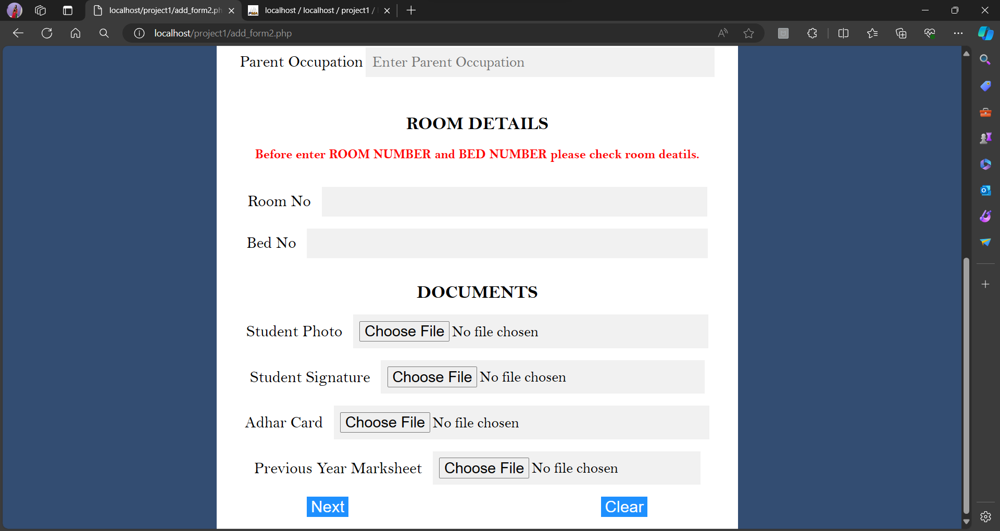 localhost/project1/add_form2.ph
localhost / localhost / project1 /
localhost/project1/add_form2.php
Parent Occupation Enter Parent Occupation
ROOM DETAILS
Before enter ROOM NUMBER and BED NUMBER please check room deatils.
Room No
Bed No
DOCUMENTS
Student Photo Choose File No file chosen
Student Signature Choose File No file chosen
Adhar Card Choose File No file chosen
Previous Year Marksheet Choose File No file chosen
Next Clear